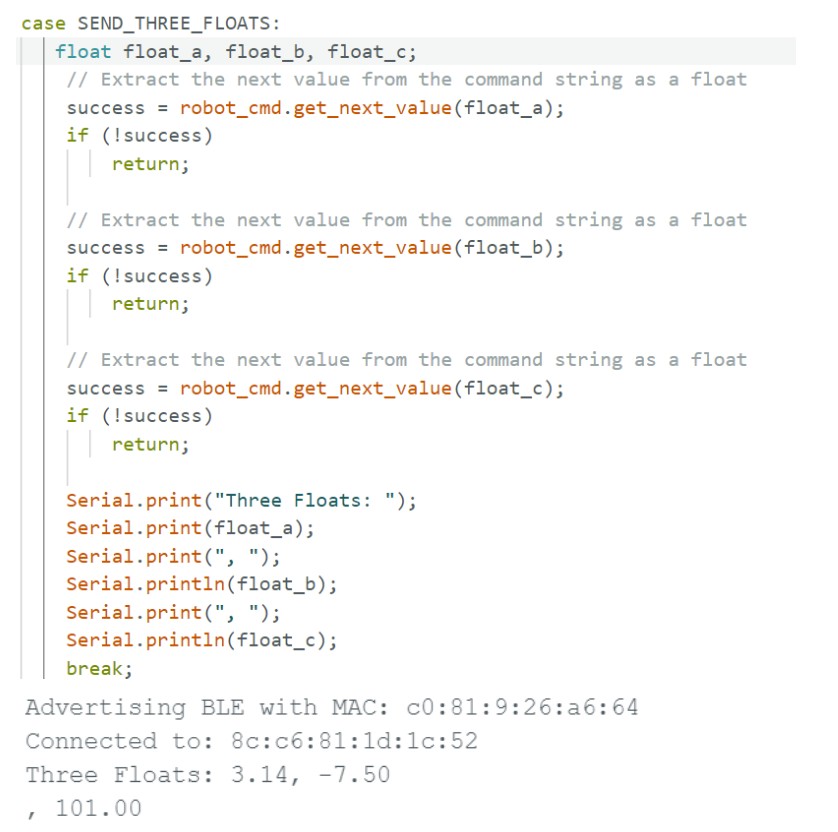 case SEND_THREE_FLOATS:
float float_a, float_b, float_c;
// Extract the next value from the command string as a float
success = robot_cmd.get_next_value(float_a);
if (!success)
return;
// Extract the next value from the command string as a float
success = robot_cmd.get_next_value(float_b);
if (!success)
return;
// Extract the next value from the command string as a float
success = robot_cmd.get_next_value(float_c);
if (!success)
return;
Serial.print("Three Floats: ");
Serial.print(float_a);
Serial.print(", ");
Serial.println(float_b);
Serial.print(", ");
Serial.println(float_c);
break;
Advertising BLE with MAC: c0:81:9:26:a6:64
Connected to: 8c:c6:81:1d:1c:52
Three Floats: 3.14, -7.50
, 101.00